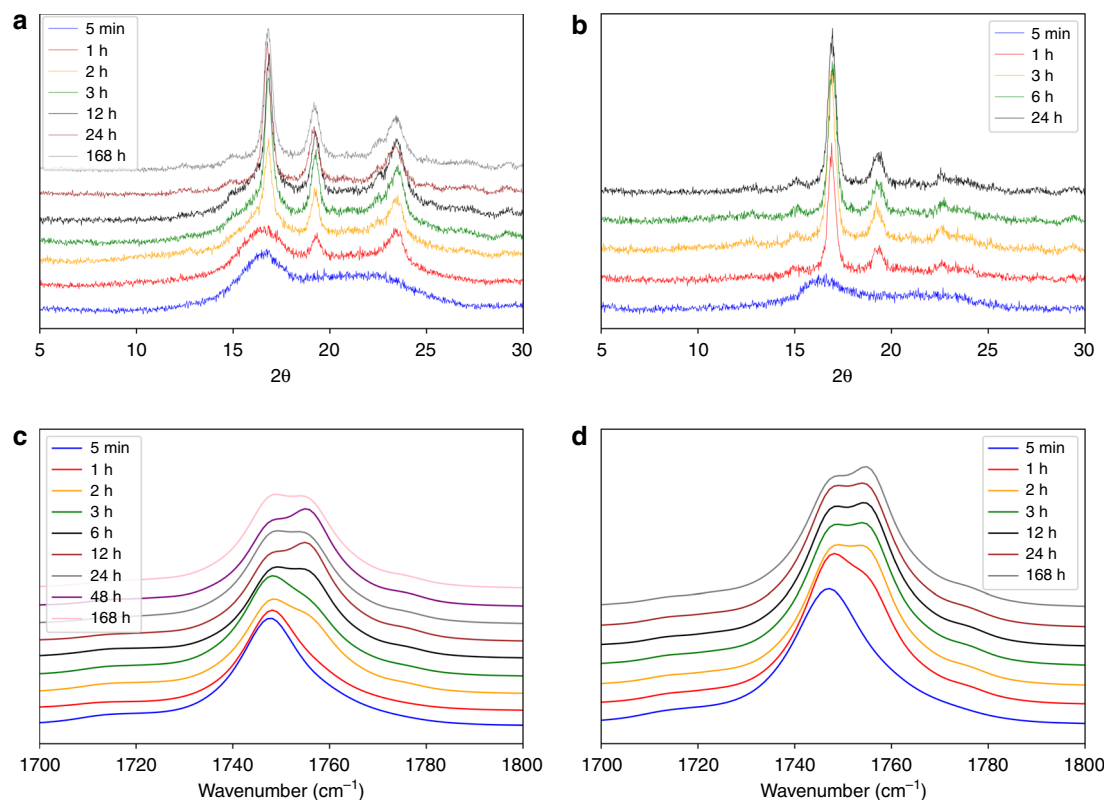 a
5 min
1 h
2 h
3 h
12 h
24 h
168 h
5 10 15 20 25 30
2θ
b
5 min
1 h
3 h
6 h
24 h
5 10 15 20 25 30
2θ
c
5 min
1 h
2 h
3 h
6 h
12 h
24 h
48 h
168 h
1700 1720 1740 1760 1780 1800
Wavenumber (cm⁻¹)
d
5 min
1 h
2 h
3 h
12 h
24 h
168 h
1700 1720 1740 1760 1780 1800
Wavenumber (cm⁻¹)